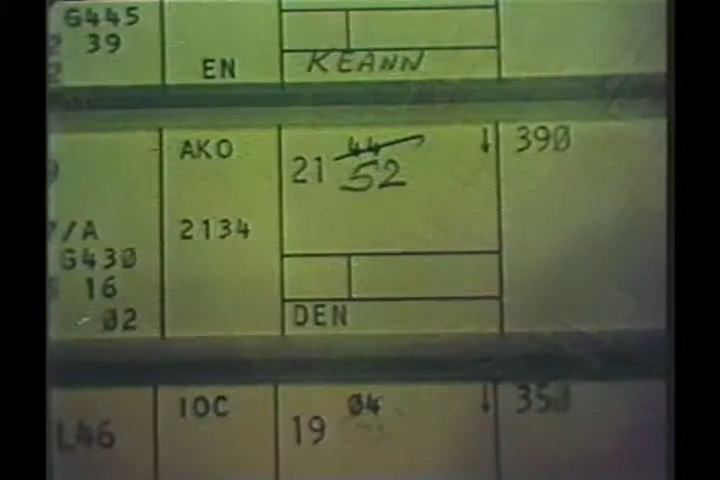 G445
39
EN KEANN
AKO 21 44 ↓ 390
52
/A 2134
G430
16
02 DEN
L46 IOC 19 04 ↓ 350